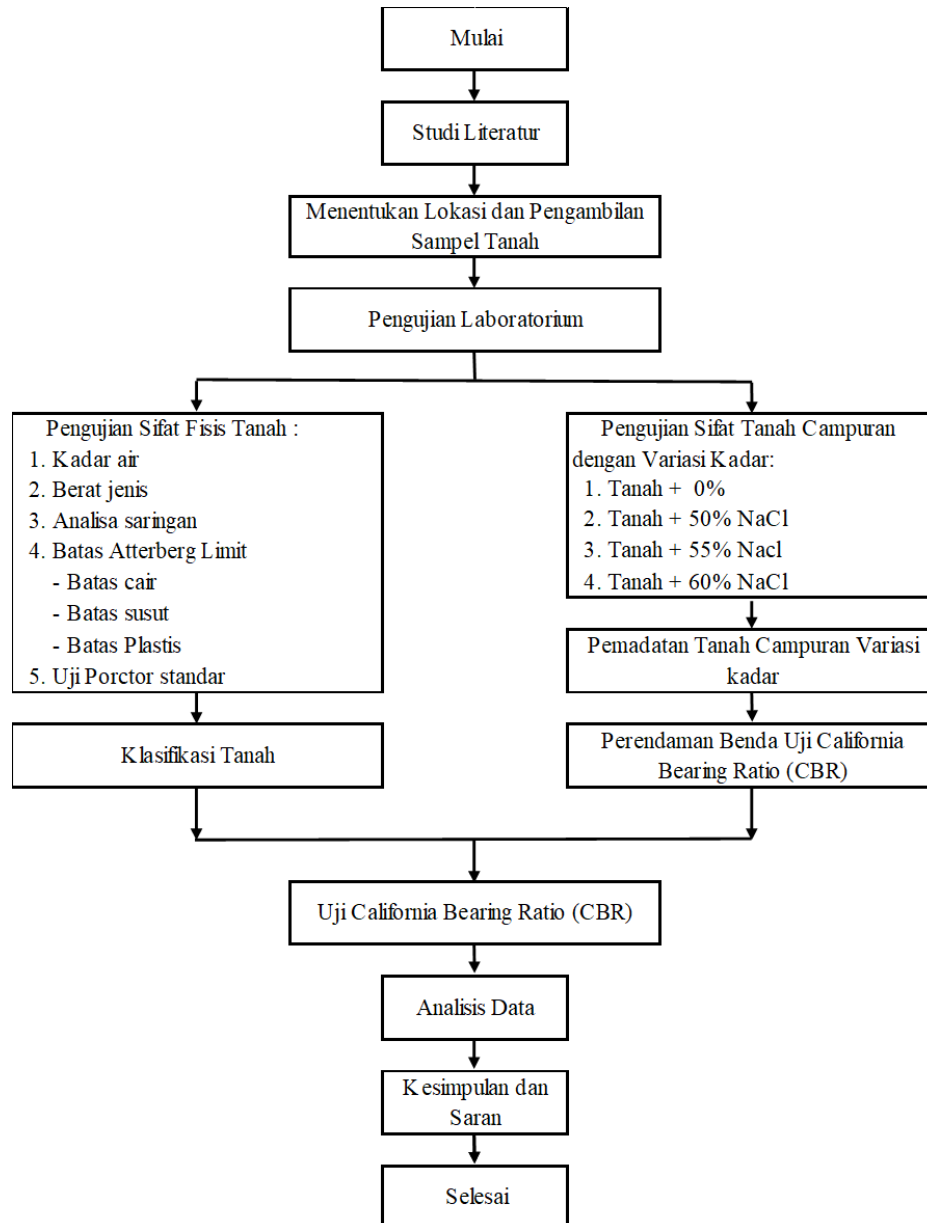 Mulai
Studi Literatur
Menentukan Lokasi dan Pengambilan
Sampel Tanah
Pengujian Laboratorium
Pengujian Sifat Fisis Tanah :
1. Kadar air
2. Berat jenis
3. Analisa saringan
4. Batas Atterberg Limit
- Batas cair
- Batas susut
- Batas Plastis
5. Uji Porctor standar
Klasifikasi Tanah
Pengujian Sifat Tanah Campuran
dengan Variasi Kadar:
1. Tanah + 0%
2. Tanah + 50% NaCl
3. Tanah + 55% Nacl
4. Tanah + 60% NaCl
Pemadatan Tanah Campuran Variasi
kadar
Perendaman Benda Uji California
Bearing Ratio (CBR)
Uji California Bearing Ratio (CBR)
Analisis Data
Kesimpulan dan
Saran
Selesai